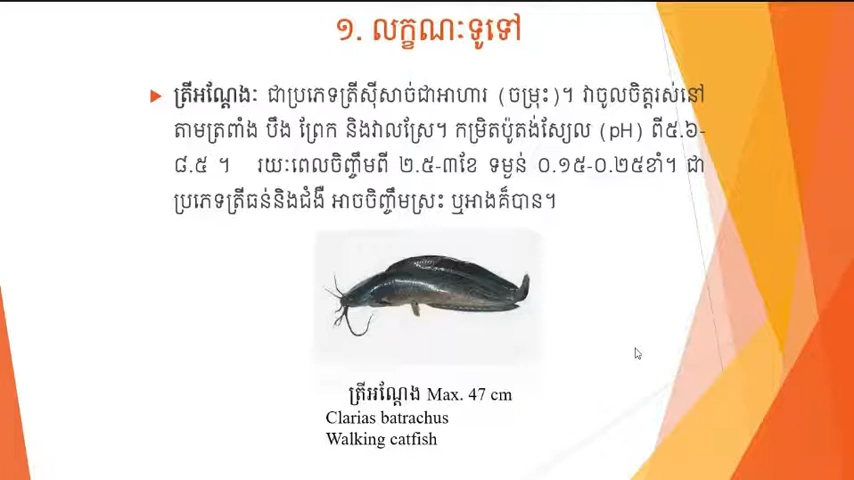 ១. លក្ខណៈទូទៅ
ត្រីអណ្តែង: ជាប្រភេទត្រីស៊ីសាច់ជាអាហារ (ចម្រុះ)។ វាចូលចិត្តរស់នៅ
តាមត្រពាំង បឹង ព្រែក និងវាលស្រែ។ កម្រិតប៉ូតង់ស្យែល (pH) ពី៥.៦-
៨.៥ ។ រយៈពេលចិញ្ចឹមពី ២.៥-៣ខែ ទម្ងន់ ០.១៥-០.២៥ខាំ។ ជា
ប្រភេទត្រីធន់និងជំងឺ អាចចិញ្ចឹមស្រះ ឬអាងគ៏បាន។
ត្រីអណ្តែង Max. 47 cm
Clarias batrachus
Walking catfish